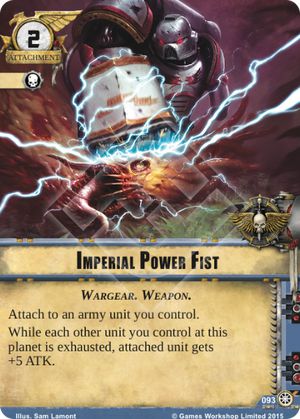 2
ATTACHMENT
IMPERIAL POWER FIST
WARGEAR. WEAPON.
Attach to an army unit you control.
While each other unit you control at this
planet is exhausted, attached unit gets
+5 ATK.
093
Illus. Sam Lamont
© Games Workshop Limited 2015